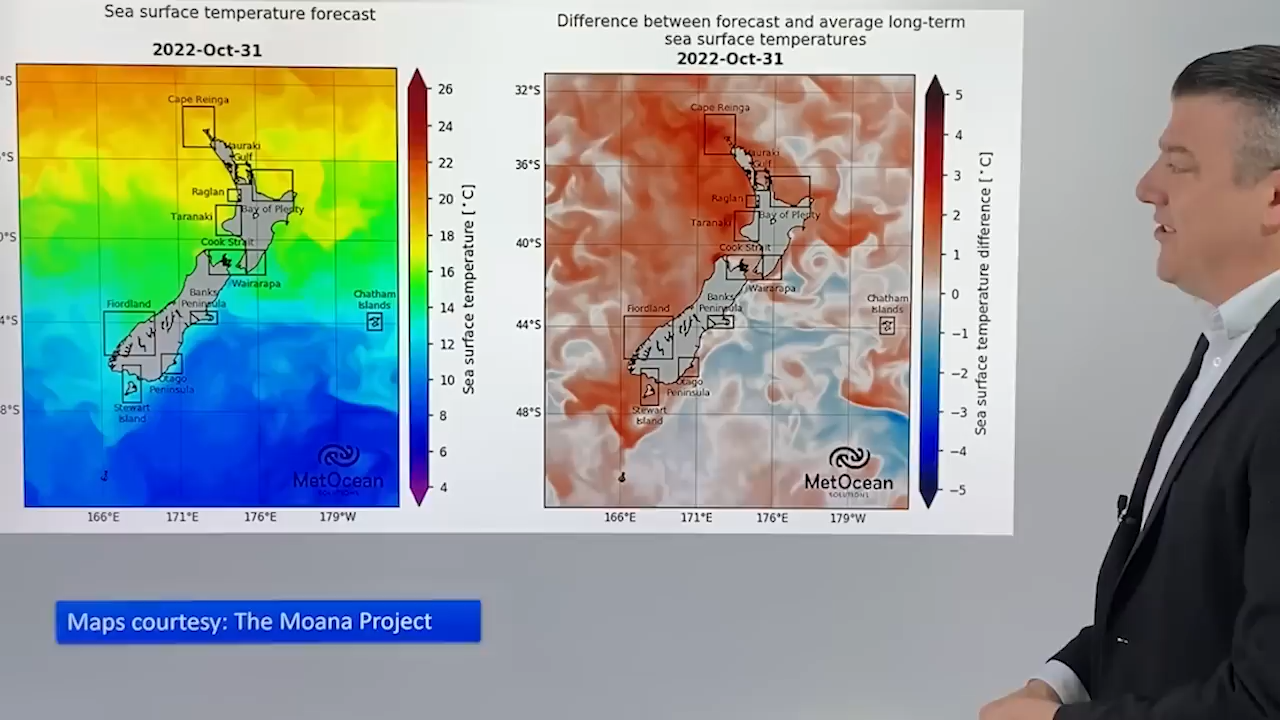 Sea surface temperature forecast
2022-Oct-31
Cape Reinga
Hauraki
Gulf
Raglan
Bay of Plenty
Taranaki
Cook Strait
Wairarapa
Banks
Peninsula
Fiordland
Chatham
Islands
Otago
Peninsula
Stewart
Island
MetOcean
SOLUTIONS
166°E 171°E 176°E 179°W
26
24
22
20
18
16
14
12
10
8
6
4
Sea surface temperature [°C]
Difference between forecast and average long-term
sea surface temperatures
2022-Oct-31
32°S
36°S
40°S
44°S
48°S
Cape Reinga
Hauraki
Gulf
Raglan
Bay of Plenty
Taranaki
Cook Strait
Wairarapa
Banks
Peninsula
Fiordland
Chatham
Islands
Otago
Peninsula
Stewart
Island
MetOcean
SOLUTIONS
166°E 171°E 176°E 179°W
5
4
3
2
1
0
−1
−2
−3
−4
−5
Sea surface temperature difference [°C]
Maps courtesy: The Moana Project